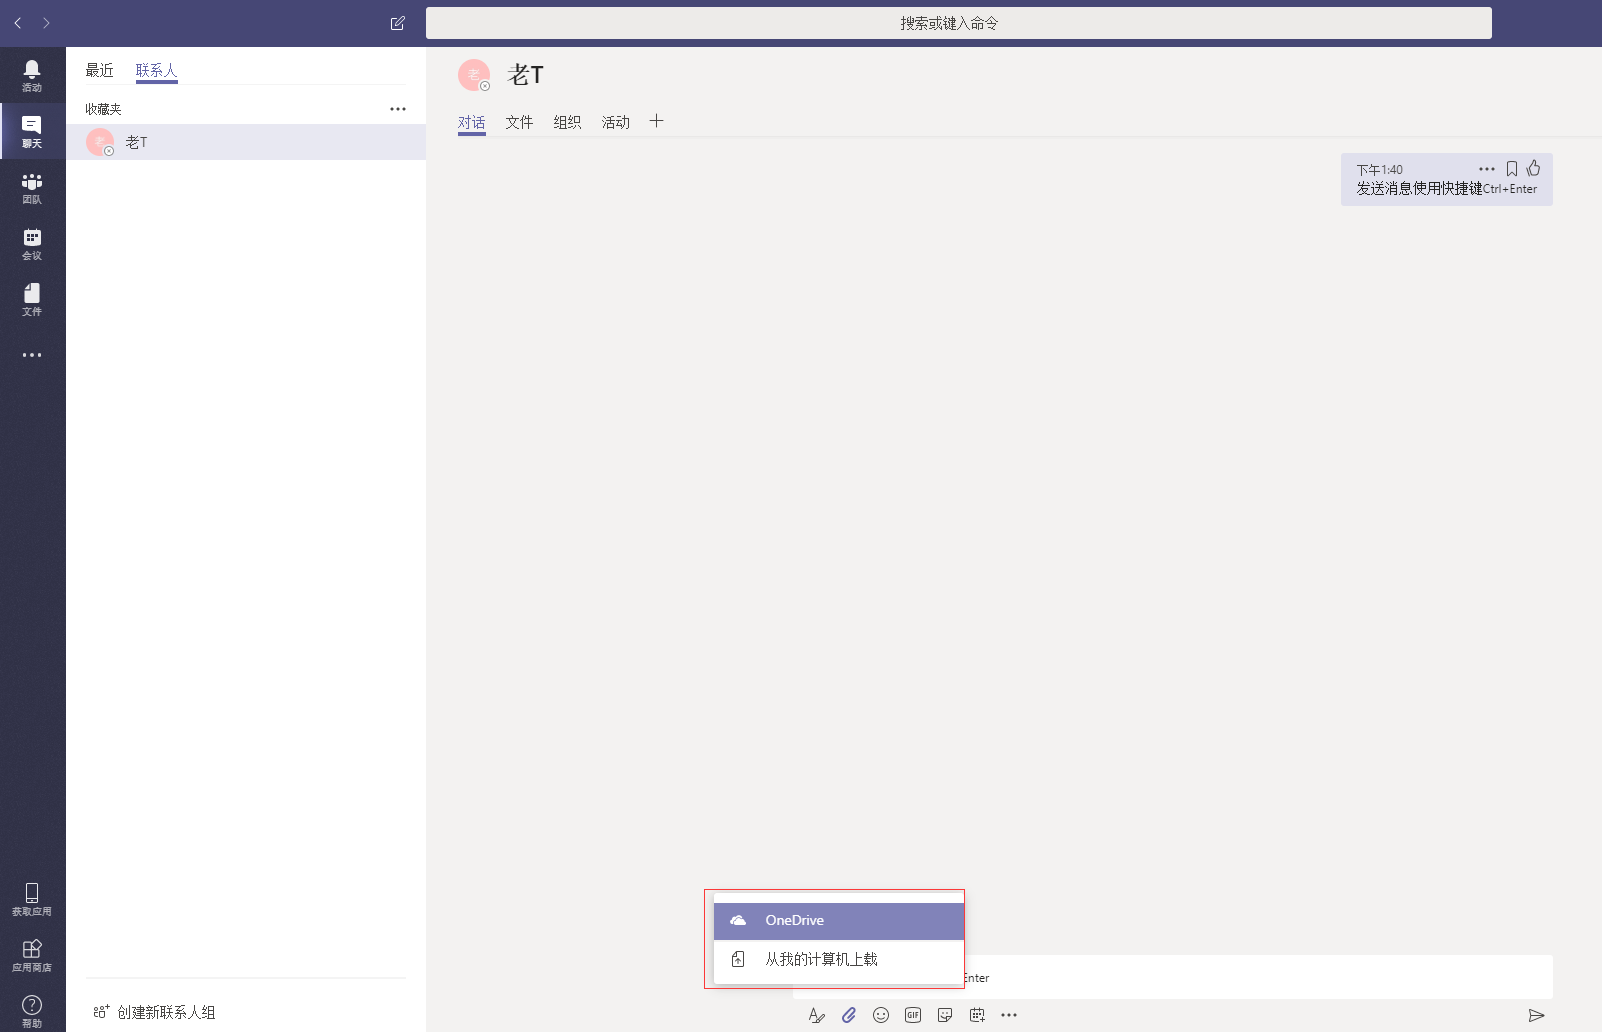 搜索或键入命令
活动
聊天
团队
会议
文件
获取应用
应用商店
帮助
最近 联系人
收藏夹
老 老T
创建新联系人组
老 老T
对话 文件 组织 活动
下午1:40
发送消息使用快捷键Ctrl+Enter
OneDrive
从我的计算机上载
Enter
GIF